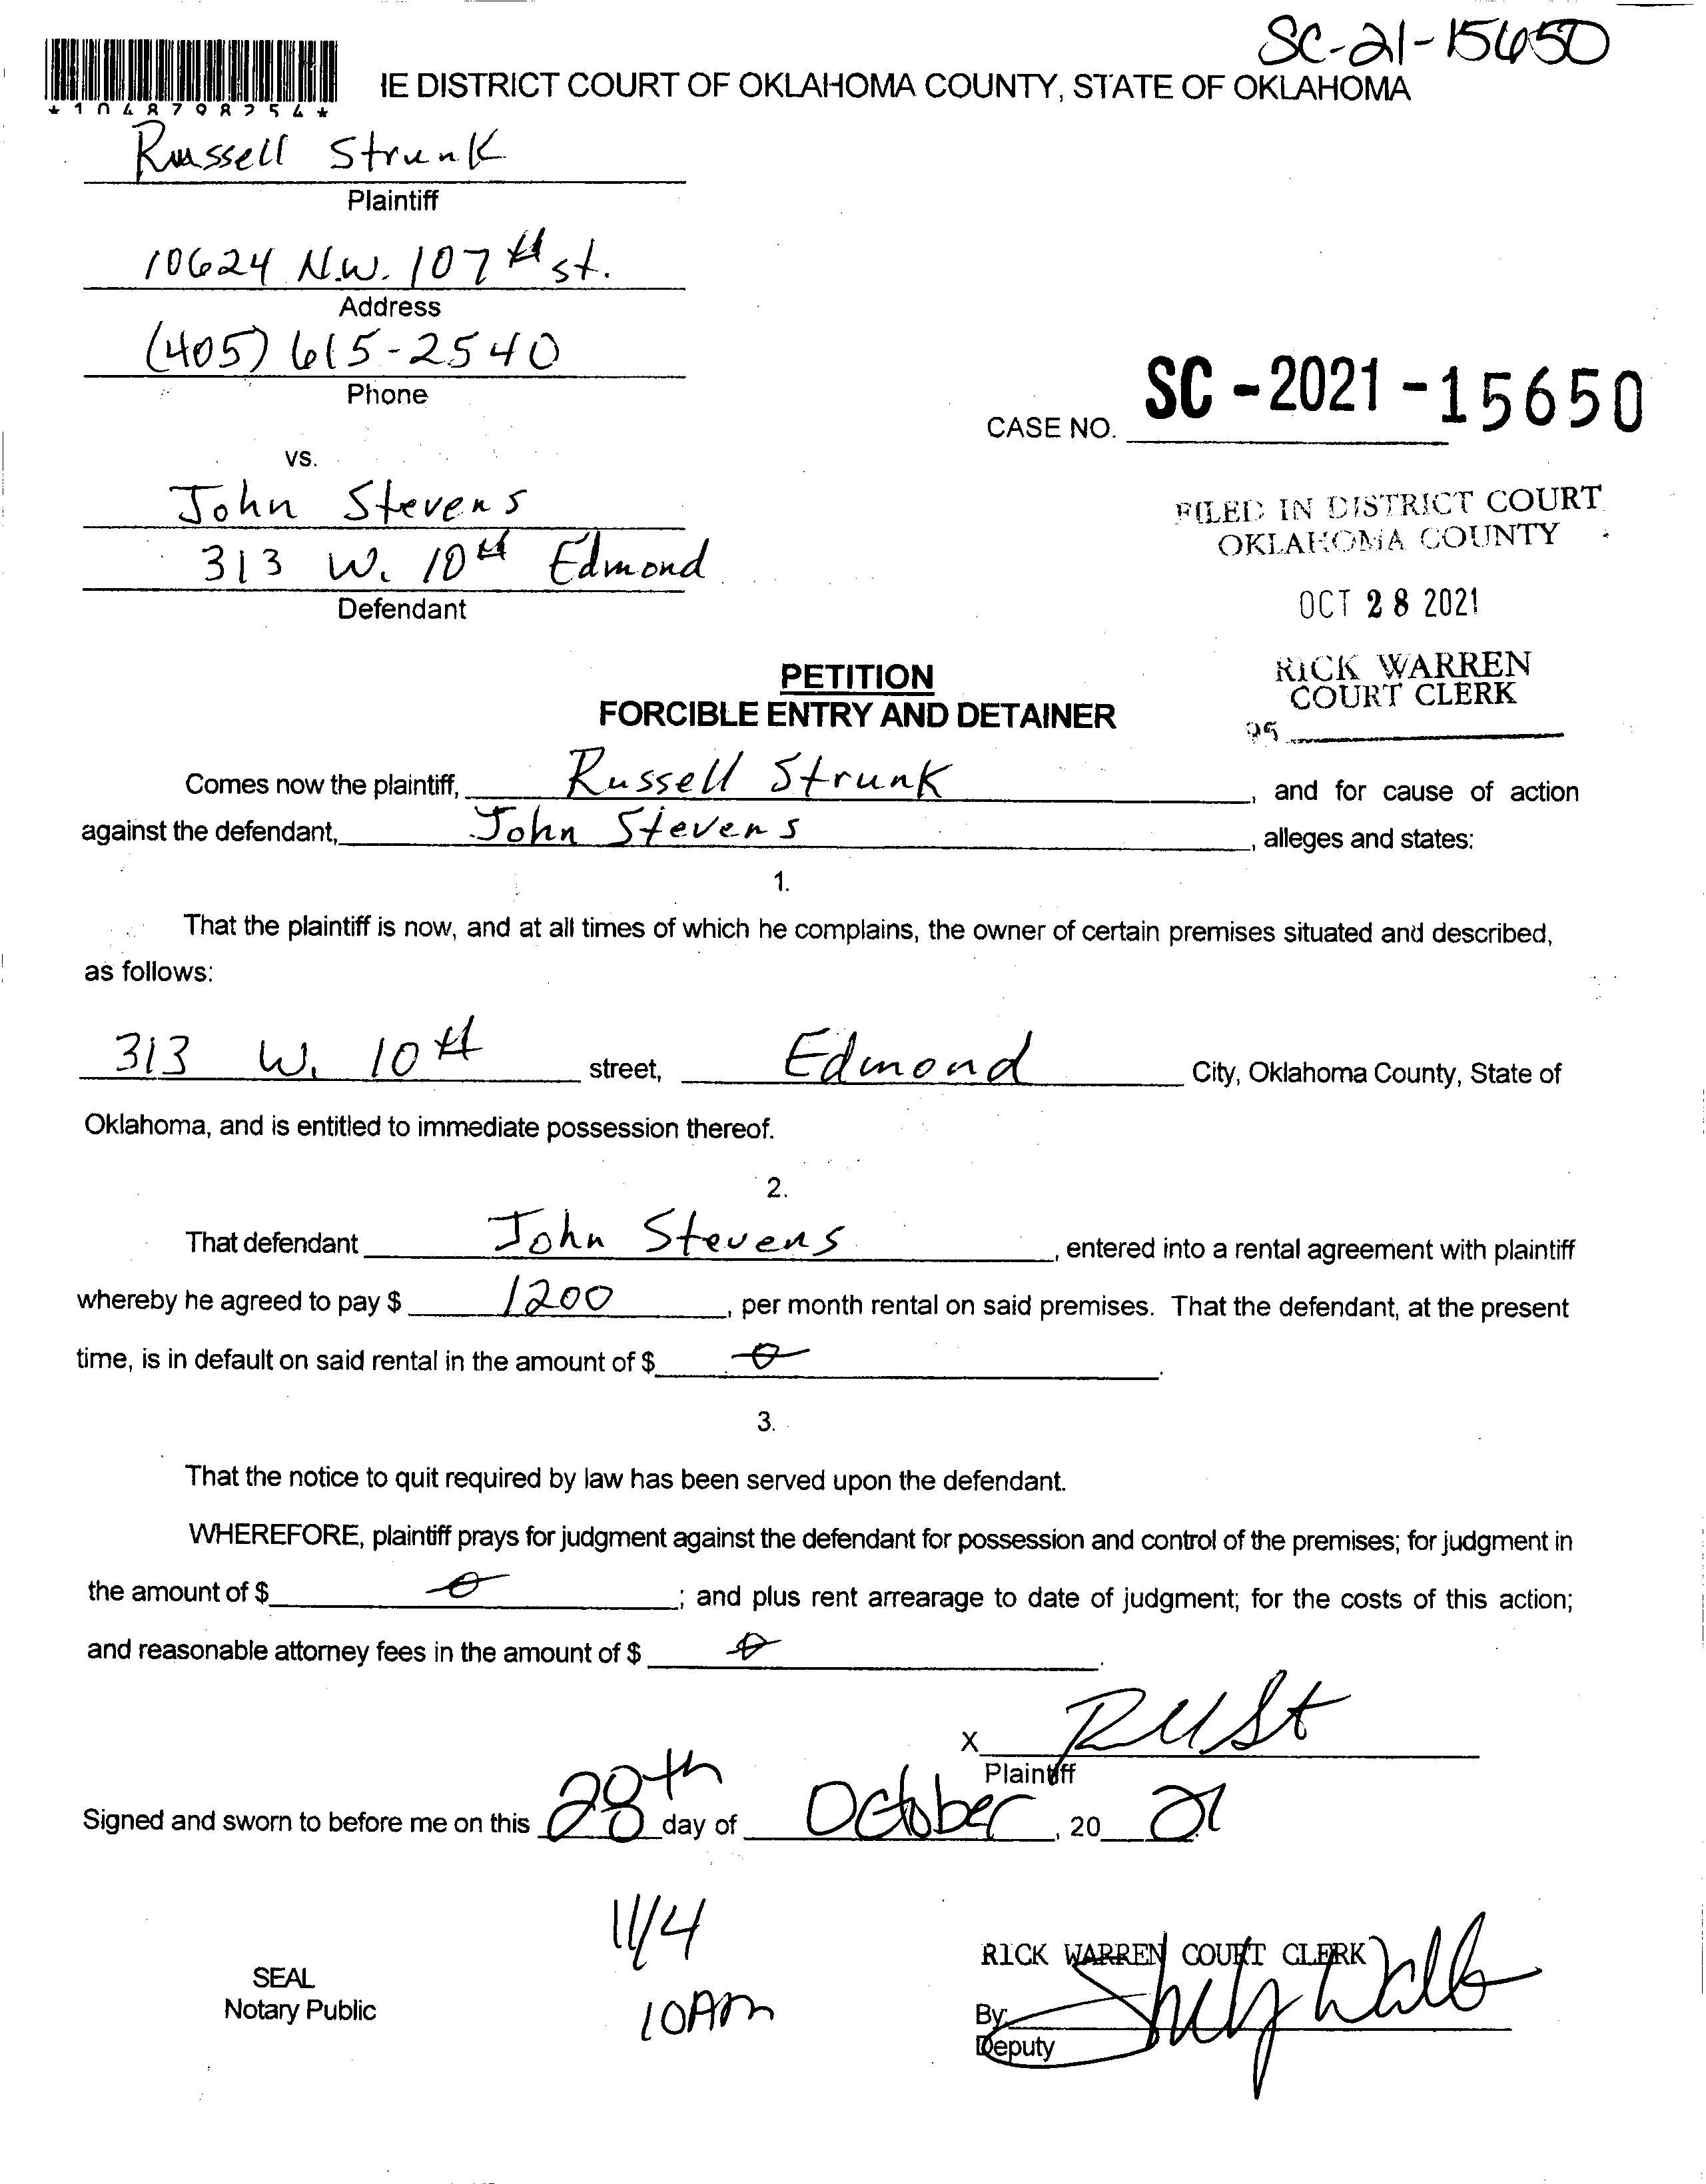 SC-21-15650
IE DISTRICT COURT OF OKLAHOMA COUNTY, STATE OF OKLAHOMA
Russell Strunk
Plaintiff
10624 N.W. 107th st.
Address
(405) 615-2540
Phone
CASE NO. SC-2021-15650
VS.
John Stevens
313 W. 10th Edmond
Defendant
FILED IN DISTRICT COURT
OKLAHOMA COUNTY
OCT 28 2021
RICK WARREN
COURT CLERK
PETITION
FORCIBLE ENTRY AND DETAINER
Comes now the plaintiff, Russell Strunk, and for cause of action
against the defendant, John Stevens, alleges and states:
1.
That the plaintiff is now, and at all times of which he complains, the owner of certain premises situated and described,
as follows:
313 W. 10th street, Edmond City, Oklahoma County, State of
Oklahoma, and is entitled to immediate possession thereof.
2.
That defendant John Stevens, entered into a rental agreement with plaintiff
whereby he agreed to pay $ 1200, per month rental on said premises. That the defendant, at the present
time, is in default on said rental in the amount of $ 0.
3.
That the notice to quit required by law has been served upon the defendant.
WHEREFORE, plaintiff prays for judgment against the defendant for possession and control of the premises; for judgment in
the amount of $ 0; and plus rent arrearage to date of judgment; for the costs of this action;
and reasonable attorney fees in the amount of $ 0.
X
Plaintiff
Signed and sworn to before me on this 28th day of October, 20 21
11/4
10AM
SEAL
Notary Public
RICK WARREN COURT CLERK
By:
Deputy